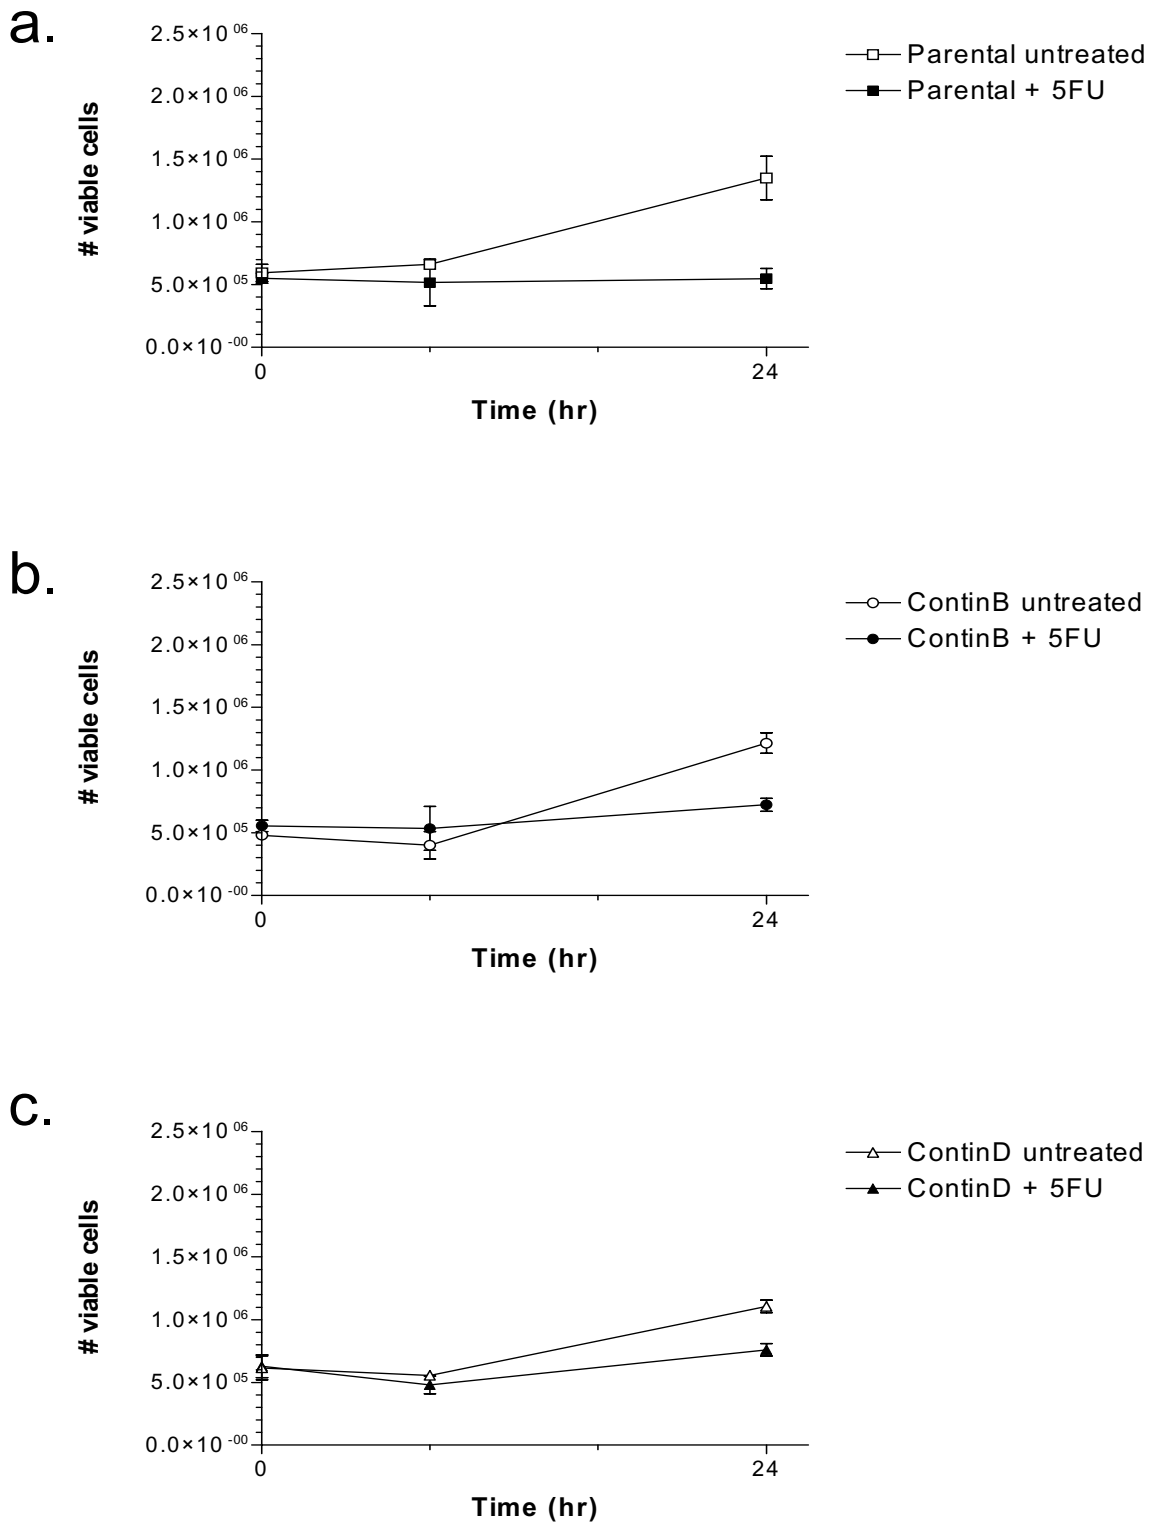 a.
2.5×10 06
2.0×10 06
1.5×10 06
1.0×10 06
5.0×10 05
0.0×10 -00
# viable cells
0
24
Time (hr)
Parental untreated
Parental + 5FU
b.
2.5×10 06
2.0×10 06
1.5×10 06
1.0×10 06
5.0×10 05
0.0×10 -00
# viable cells
0
24
Time (hr)
ContinB untreated
ContinB + 5FU
c.
2.5×10 06
2.0×10 06
1.5×10 06
1.0×10 06
5.0×10 05
0.0×10 -00
# viable cells
0
24
Time (hr)
ContinD untreated
ContinD + 5FU